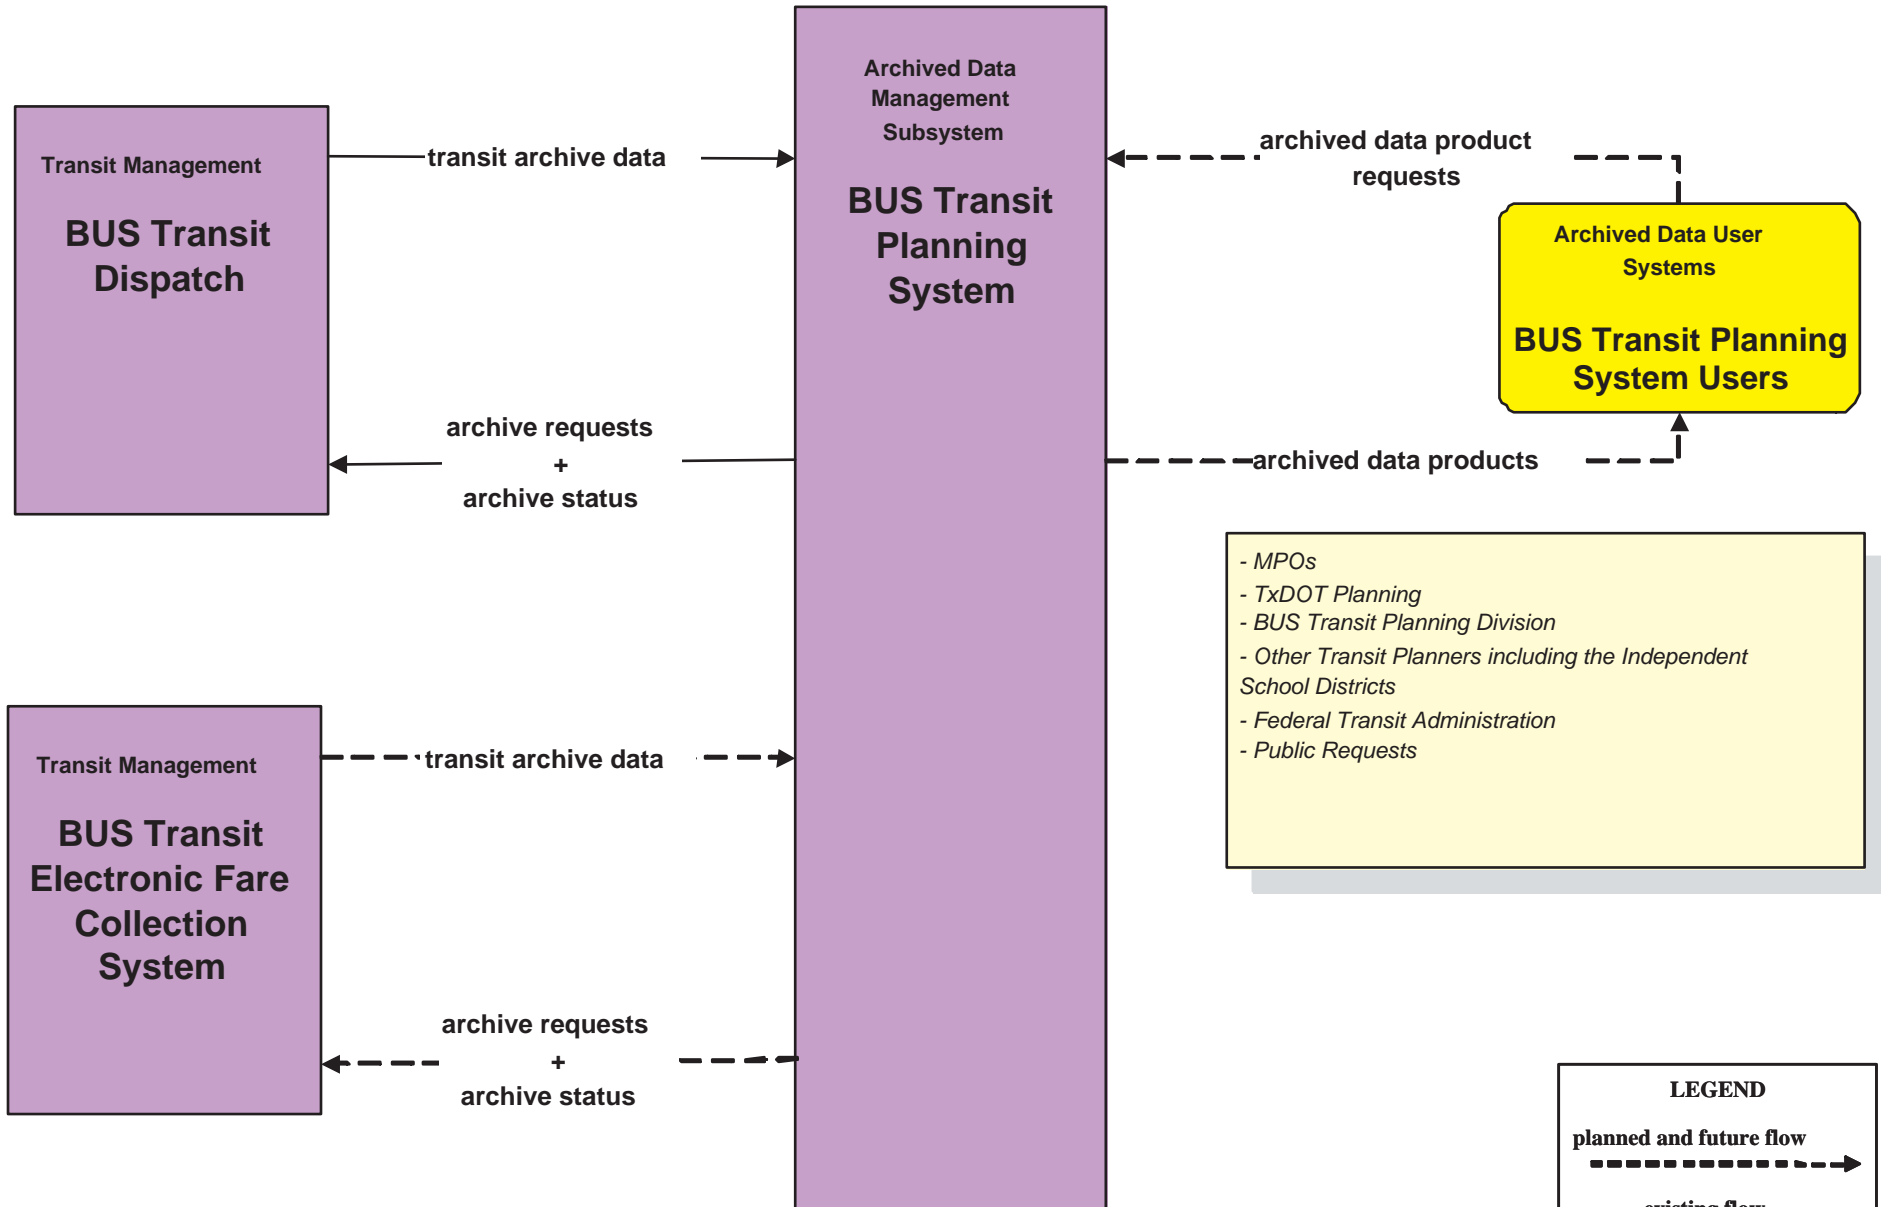 Transit Management
BUS Transit
Dispatch
transit archive data
archive requests
+
archive status
Archived Data
Management
Subsystem
BUS Transit
Planning
System
archived data product
requests
Archived Data User
Systems
BUS Transit Planning
System Users
archived data products
- MPOs
- TxDOT Planning
- BUS Transit Planning Division
- Other Transit Planners including the Independent
School Districts
- Federal Transit Administration
- Public Requests
Transit Management
BUS Transit
Electronic Fare
Collection
System
transit archive data
archive requests
+
archive status
LEGEND
planned and future flow
existing flow